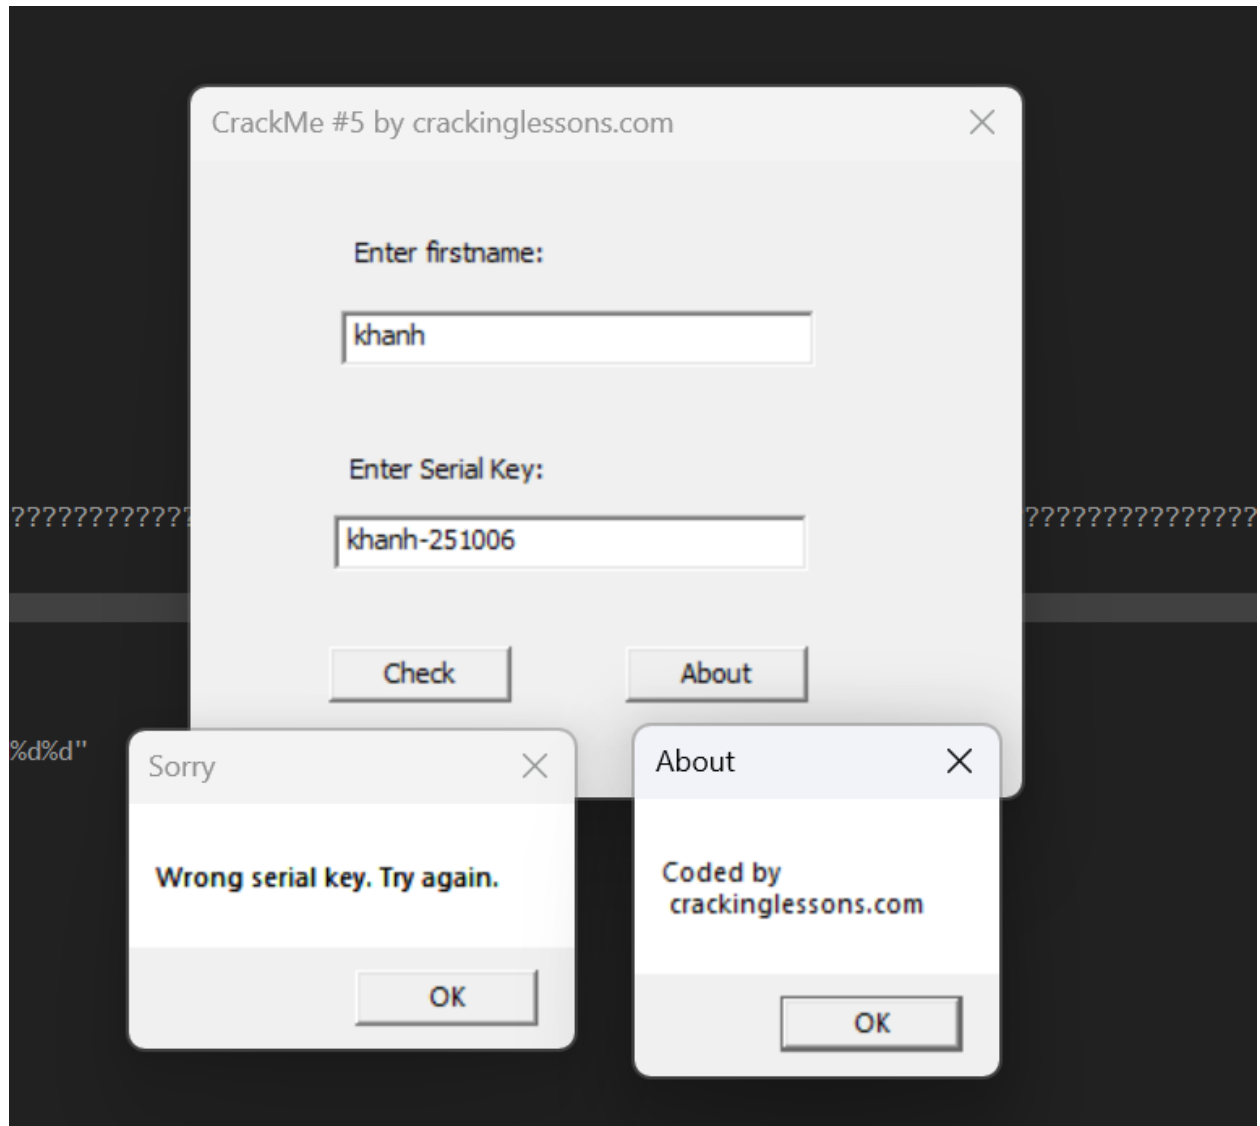 CrackMe #5 by crackinglessons.com
Enter firstname:
khanh
Enter Serial Key:
????????????
???????????????
khanh-251006
Check
About
%d%d"
Sorry
Wrong serial key. Try again.
OK
About
Coded by
crackinglessons.com
OK